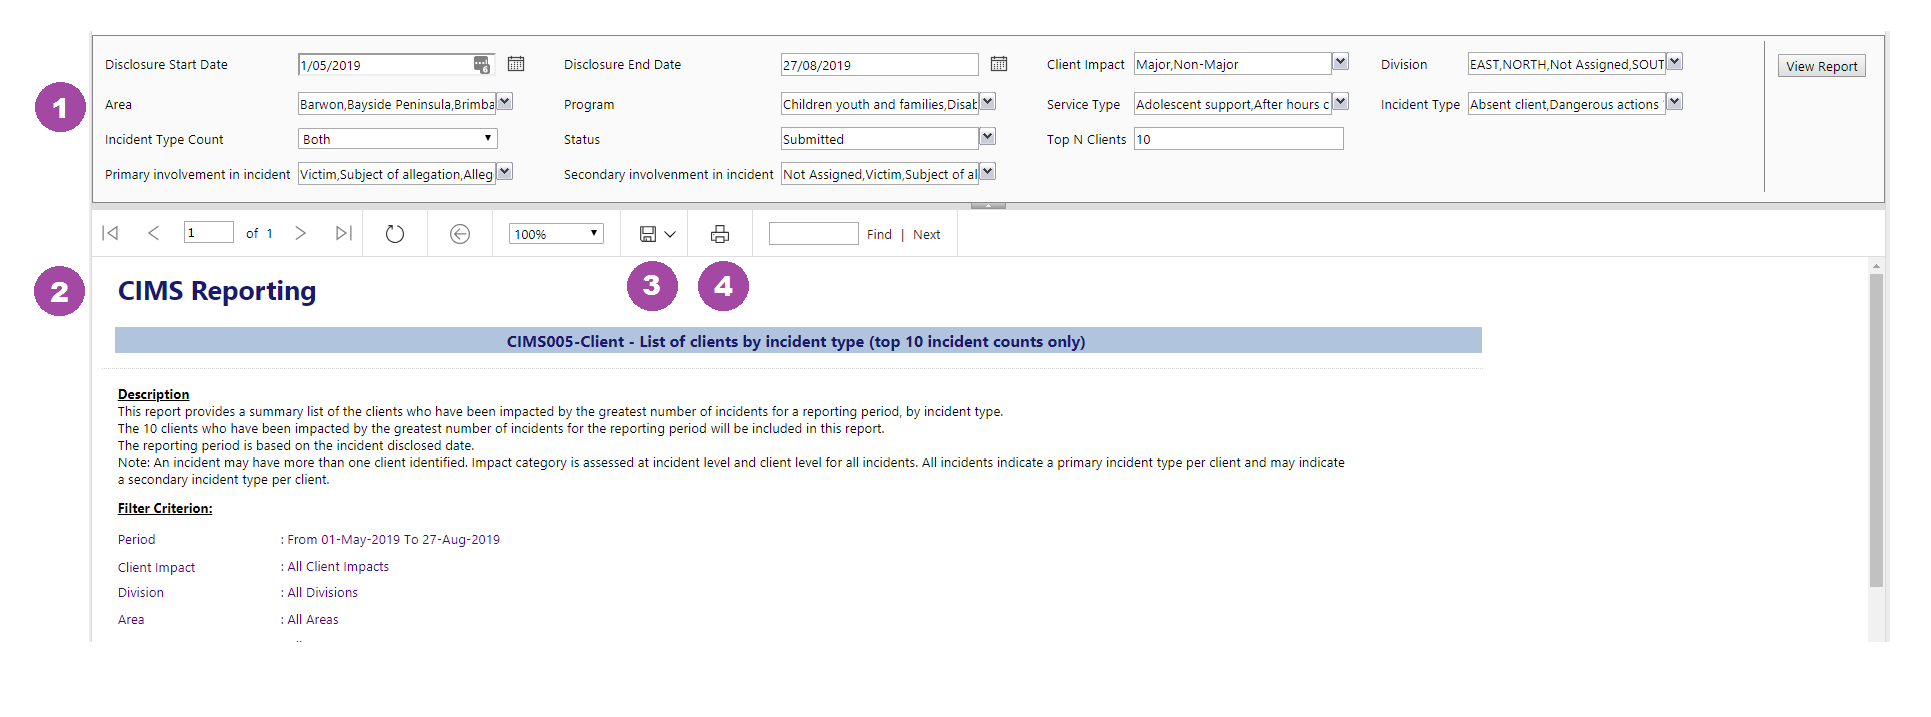 Disclosure Start Date 1/05/2019 Disclosure End Date 27/08/2019 Client Impact Major,Non-Major Division EAST,NORTH,Not Assigned,SOUT View Report
1 Area Barwon,Bayside Peninsula,Brimba Program Children youth and families,Disab Service Type Adolescent support,After hours c Incident Type Absent client,Dangerous actions
Incident Type Count Both Status Submitted Top N Clients 10
Primary involvement in incident Victim,Subject of allegation,Alleg Secondary involvenment in incident Not Assigned,Victim,Subject of al
1 of 1 100% Find | Next
3 4
2 CIMS Reporting
CIMS005-Client - List of clients by incident type (top 10 incident counts only)
Description
This report provides a summary list of the clients who have been impacted by the greatest number of incidents for a reporting period, by incident type.
The 10 clients who have been impacted by the greatest number of incidents for the reporting period will be included in this report.
The reporting period is based on the incident disclosed date.
Note: An incident may have more than one client identified. Impact category is assessed at incident level and client level for all incidents. All incidents indicate a primary incident type per client and may indicate
a secondary incident type per client.
Filter Criterion:
Period : From 01-May-2019 To 27-Aug-2019
Client Impact : All Client Impacts
Division : All Divisions
Area : All Areas